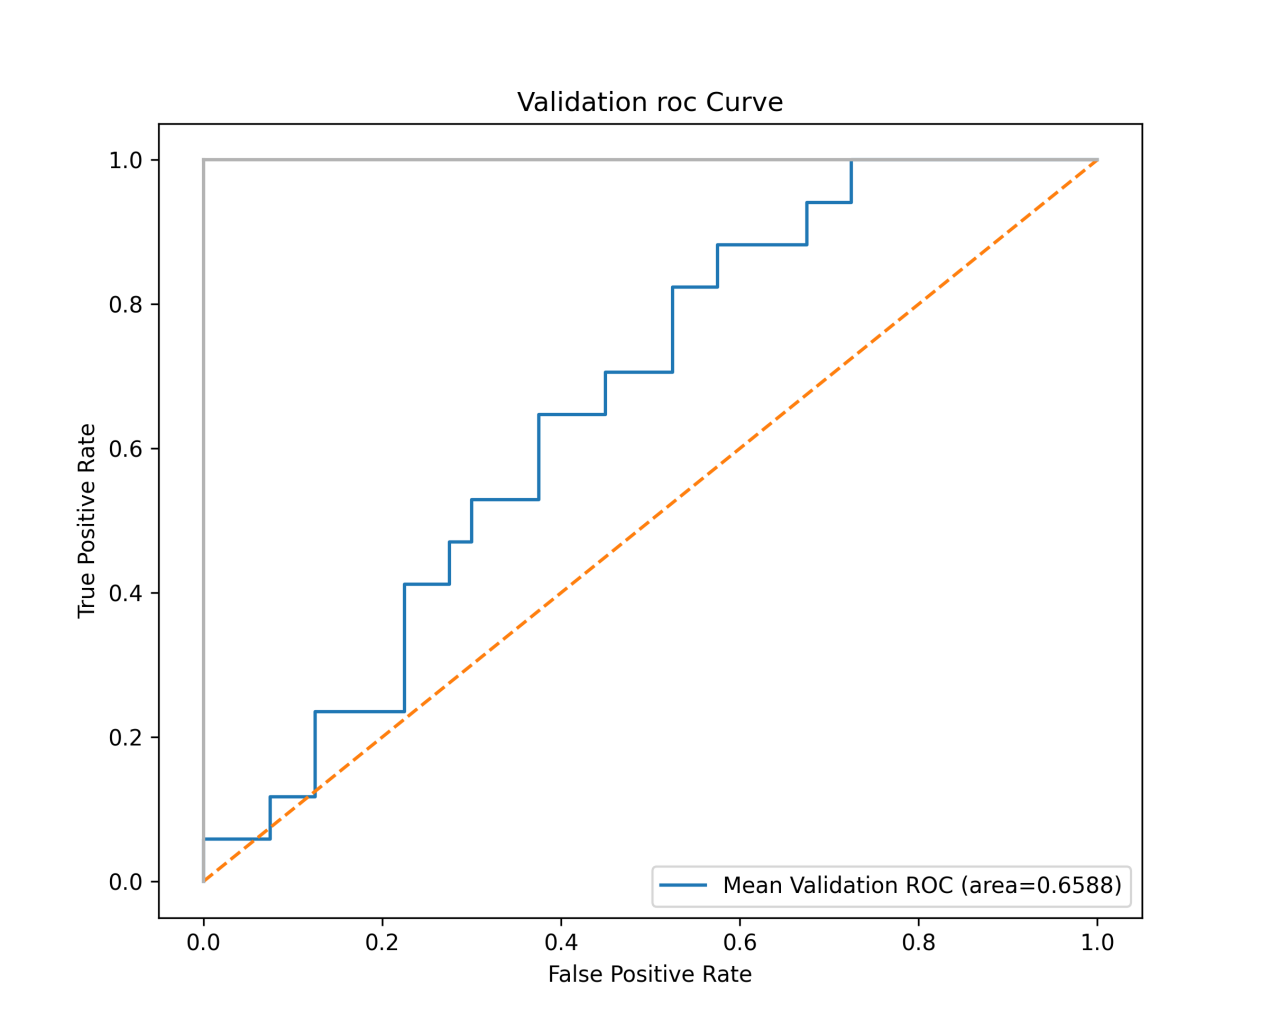 Validation roc Curve
1.0
0.8
0.6
0.4
0.2
0.0
True Positive Rate
Mean Validation ROC (area=0.6588)
0.0 0.2 0.4 0.6 0.8 1.0
False Positive Rate